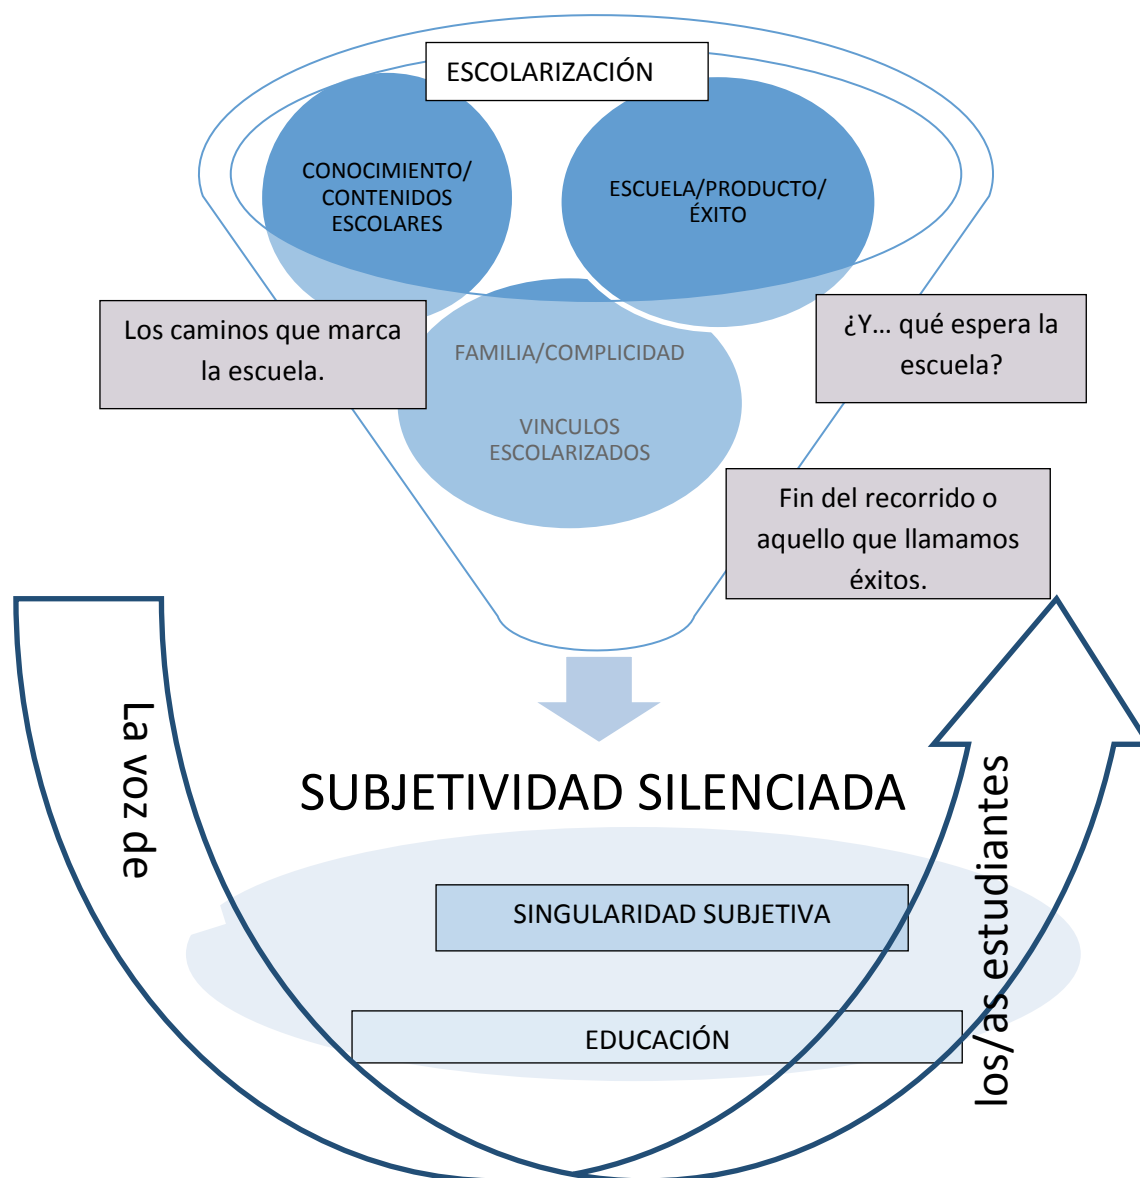 ESCOLARIZACIÓN
CONOCIMIENTO/
CONTENIDOS
ESCOLARES
ESCUELA/PRODUCTO/
ÉXITO
Los caminos que marca
la escuela.
¿Y... qué espera la
escuela?
FAMILIA/COMPLICIDAD
VINCULOS
ESCOLARIZADOS
Fin del recorrido o
aquello que llamamos
éxitos.
La voz de
los/as estudiantes
SUBJETIVIDAD SILENCIADA
SINGULARIDAD SUBJETIVA
EDUCACIÓN